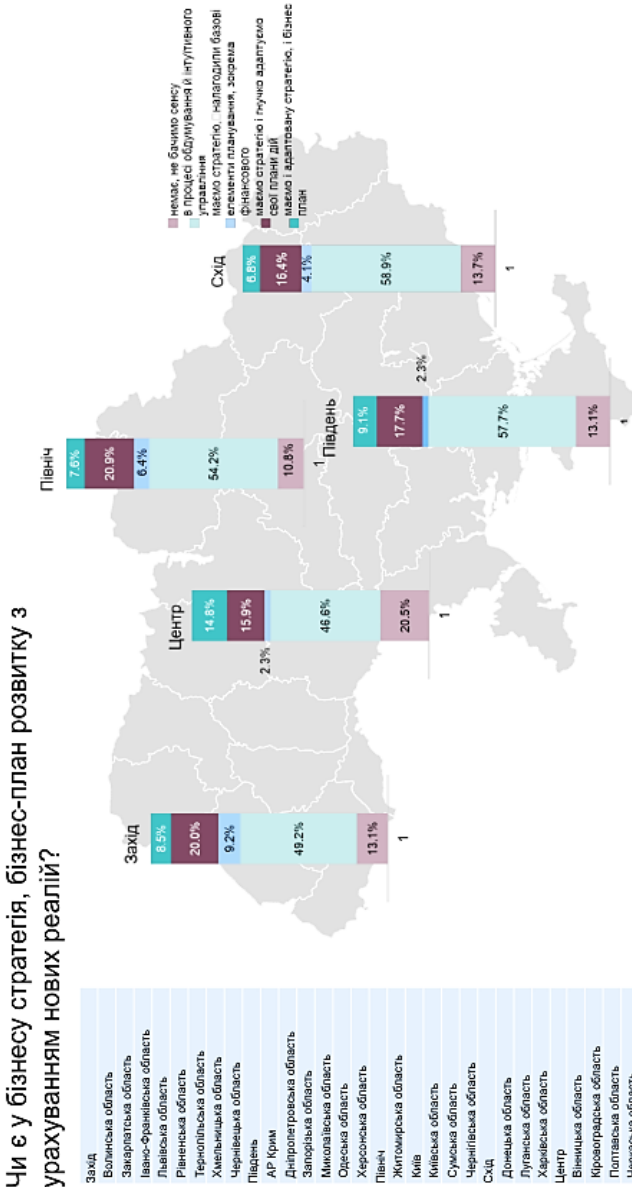 Чи є у бізнесу стратегія, бізнес-план розвитку з
урахуванням нових реалій?
Захід
Волинська область
Закарпатська область
Івано-Франківська область
Львівська область
Рівненська область
Тернопільська область
Хмельницька область
Чернівецька область
Південь
АР Крим
Дніпропетровська область
Запорізька область
Миколаївська область
Одеська область
Херсонська область
Північ
Житомирська область
Київ
Київська область
Сумська область
Чернігівська область
Схід
Донецька область
Луганська область
Харківська область
Центр
Вінницька область
Кіровоградська область
Полтавська область
Черкаська область
Захід
8.5%
20.0%
9.2%
49.2%
13.1%
1
Центр
14.8%
15.9%
2.3%
46.6%
20.5%
1
Північ
7.6%
20.9%
6.4%
54.2%
10.8%
1
Південь
9.1%
17.7%
2.3%
57.7%
13.1%
1
Схід
6.8%
16.4%
4.1%
58.9%
13.7%
1
немає, не бачимо сенсу
в процесі обдумування й інтуїтивного
управління
маємо стратегію, налагодили базові
елементи планування, зокрема
фінансового
маємо стратегію і гнучко адаптуємо
свої плани дій
маємо і адаптовану стратегію, і бізнес
план